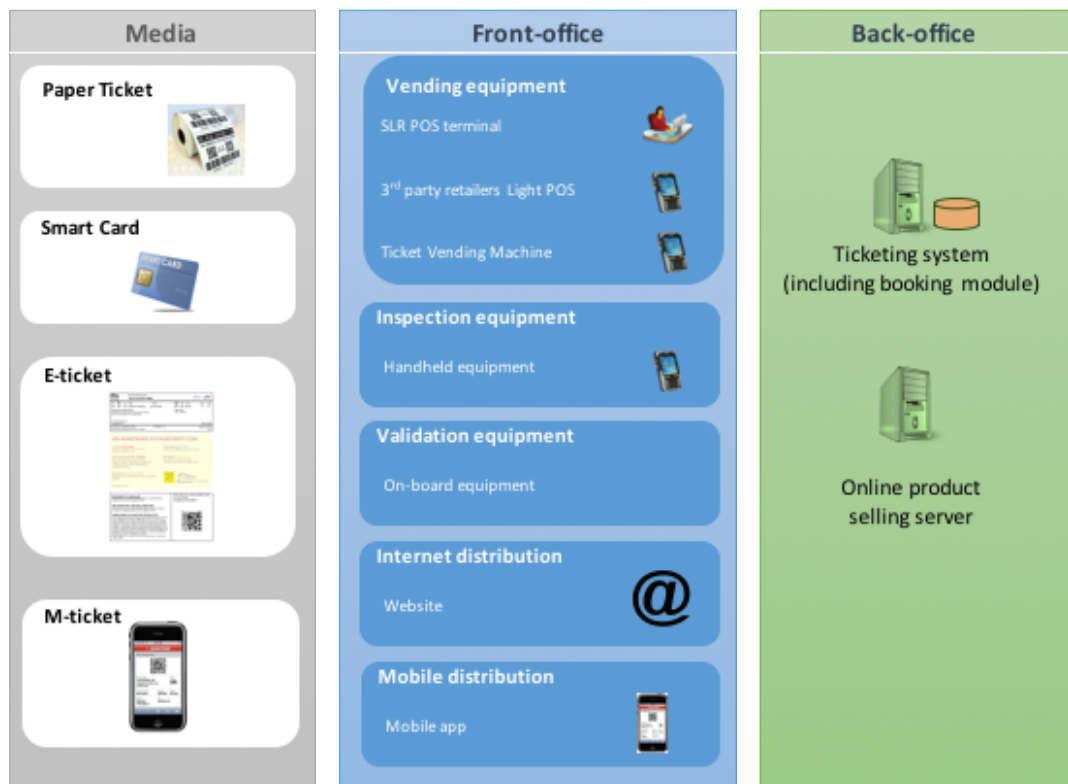 Media
Paper Ticket
Smart Card
SMART CARD
E-ticket
M-ticket
Front-office
Vending equipment
SLR POS terminal
3rd party retailers Light POS
Ticket Vending Machine
Inspection equipment
Handheld equipment
Validation equipment
On-board equipment
Internet distribution
Website
@
Mobile distribution
Mobile app
Back-office
Ticketing system
(including booking module)
Online product
selling server